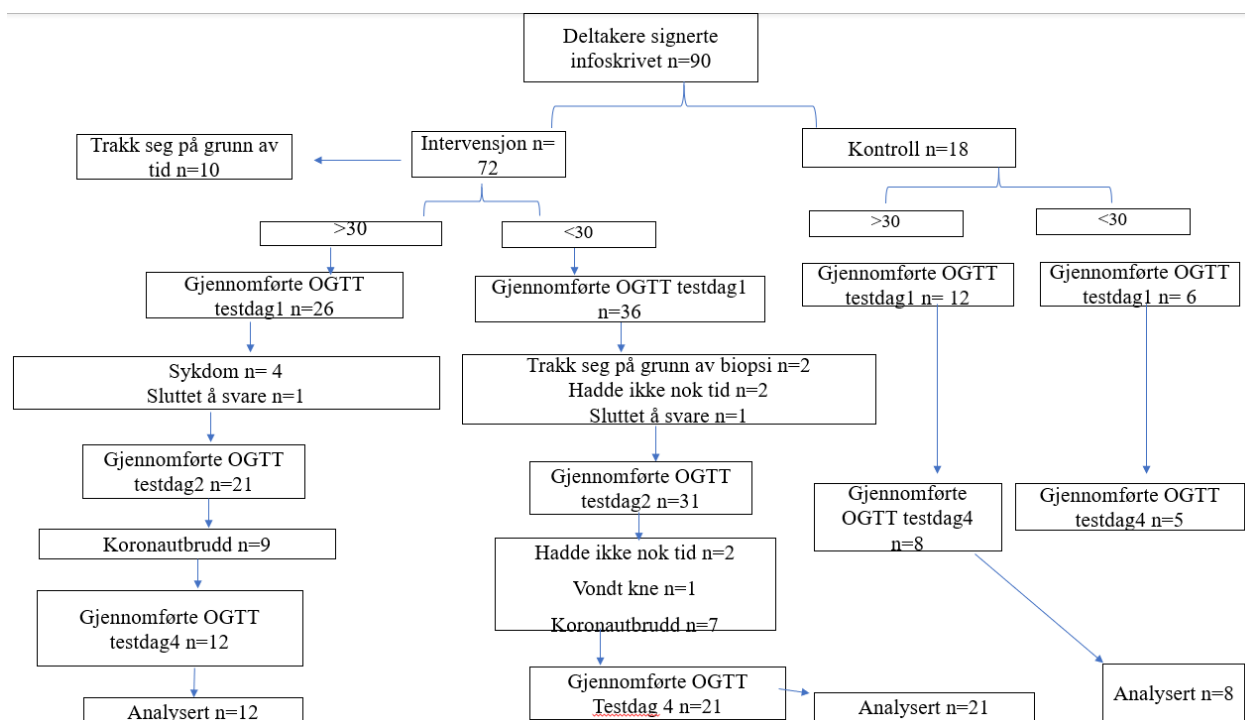 Deltakere signerte
infoskrivet n=90
Trakk seg på grunn av
tid n=10
Intervensjon n=
72
Kontroll n=18
>30
<30
>30
<30
Gjennomførte OGTT
testdag1 n=26
Gjennomførte OGTT testdag1
n=36
Gjennomførte OGTT
testdag1 n= 12
Gjennomførte OGTT
testdag1 n= 6
Sykdom n= 4
Sluttet å svare n=1
Trakk seg på grunn av biopsi n=2
Hadde ikke nok tid n=2
Sluttet å svare n=1
Gjennomførte OGTT
testdag2 n=21
Gjennomførte OGTT
testdag2 n=31
Gjennomførte
OGTT testdag4
n=8
Gjennomførte OGTT
testdag4 n=5
Koronautbrudd n=9
Hadde ikke nok tid n=2
Vondt kne n=1
Koronautbrudd n=7
Gjennomførte OGTT
testdag4 n=12
Gjennomførte OGTT
Testdag 4 n=21
Analysert n=12
Analysert n=21
Analysert n=8